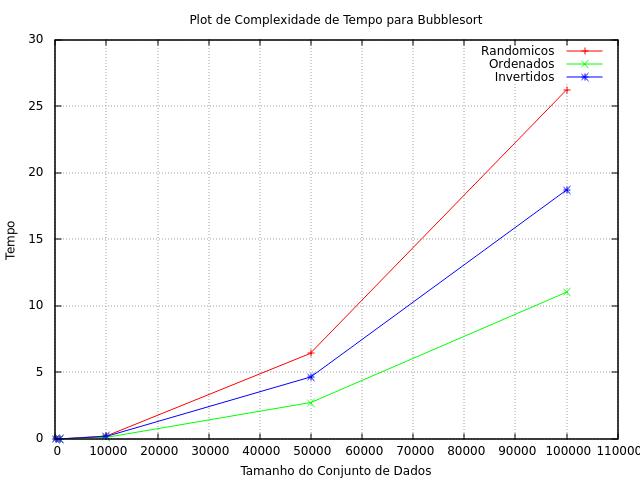 Plot de Complexidade de Tempo para Bubblesort
30
25
20
15
10
5
0
Tempo
Randomicos
Ordenados
Invertidos
0 10000 20000 30000 40000 50000 60000 70000 80000 90000 100000 110000
Tamanho do Conjunto de Dados